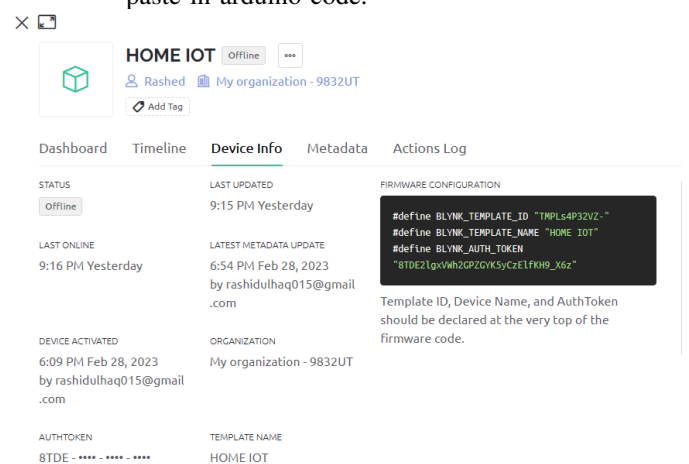 paste in arduino code.
HOME IOT Offline
Rashed My organization - 9832UT
Add Tag
Dashboard Timeline Device Info Metadata Actions Log
STATUS LAST UPDATED FIRMWARE CONFIGURATION
Offline 9:15 PM Yesterday
#define BLYNK_TEMPLATE_ID "TMPLs4P32VZ-"
#define BLYNK_TEMPLATE_NAME "HOME IOT"
#define BLYNK_AUTH_TOKEN
"8TDE2lgxVWh2GPZGYK5yCzElfKH9_X6z"
LAST ONLINE LATEST METADATA UPDATE
9:16 PM Yesterday 6:54 PM Feb 28, 2023
by rashidulhaq015@gmail
.com
Template ID, Device Name, and AuthToken
should be declared at the very top of the
firmware code.
DEVICE ACTIVATED ORGANIZATION
6:09 PM Feb 28, 2023 My organization - 9832UT
by rashidulhaq015@gmail
.com
AUTHTOKEN TEMPLATE NAME
8TDE - •••• - •••• - •••• HOME IOT